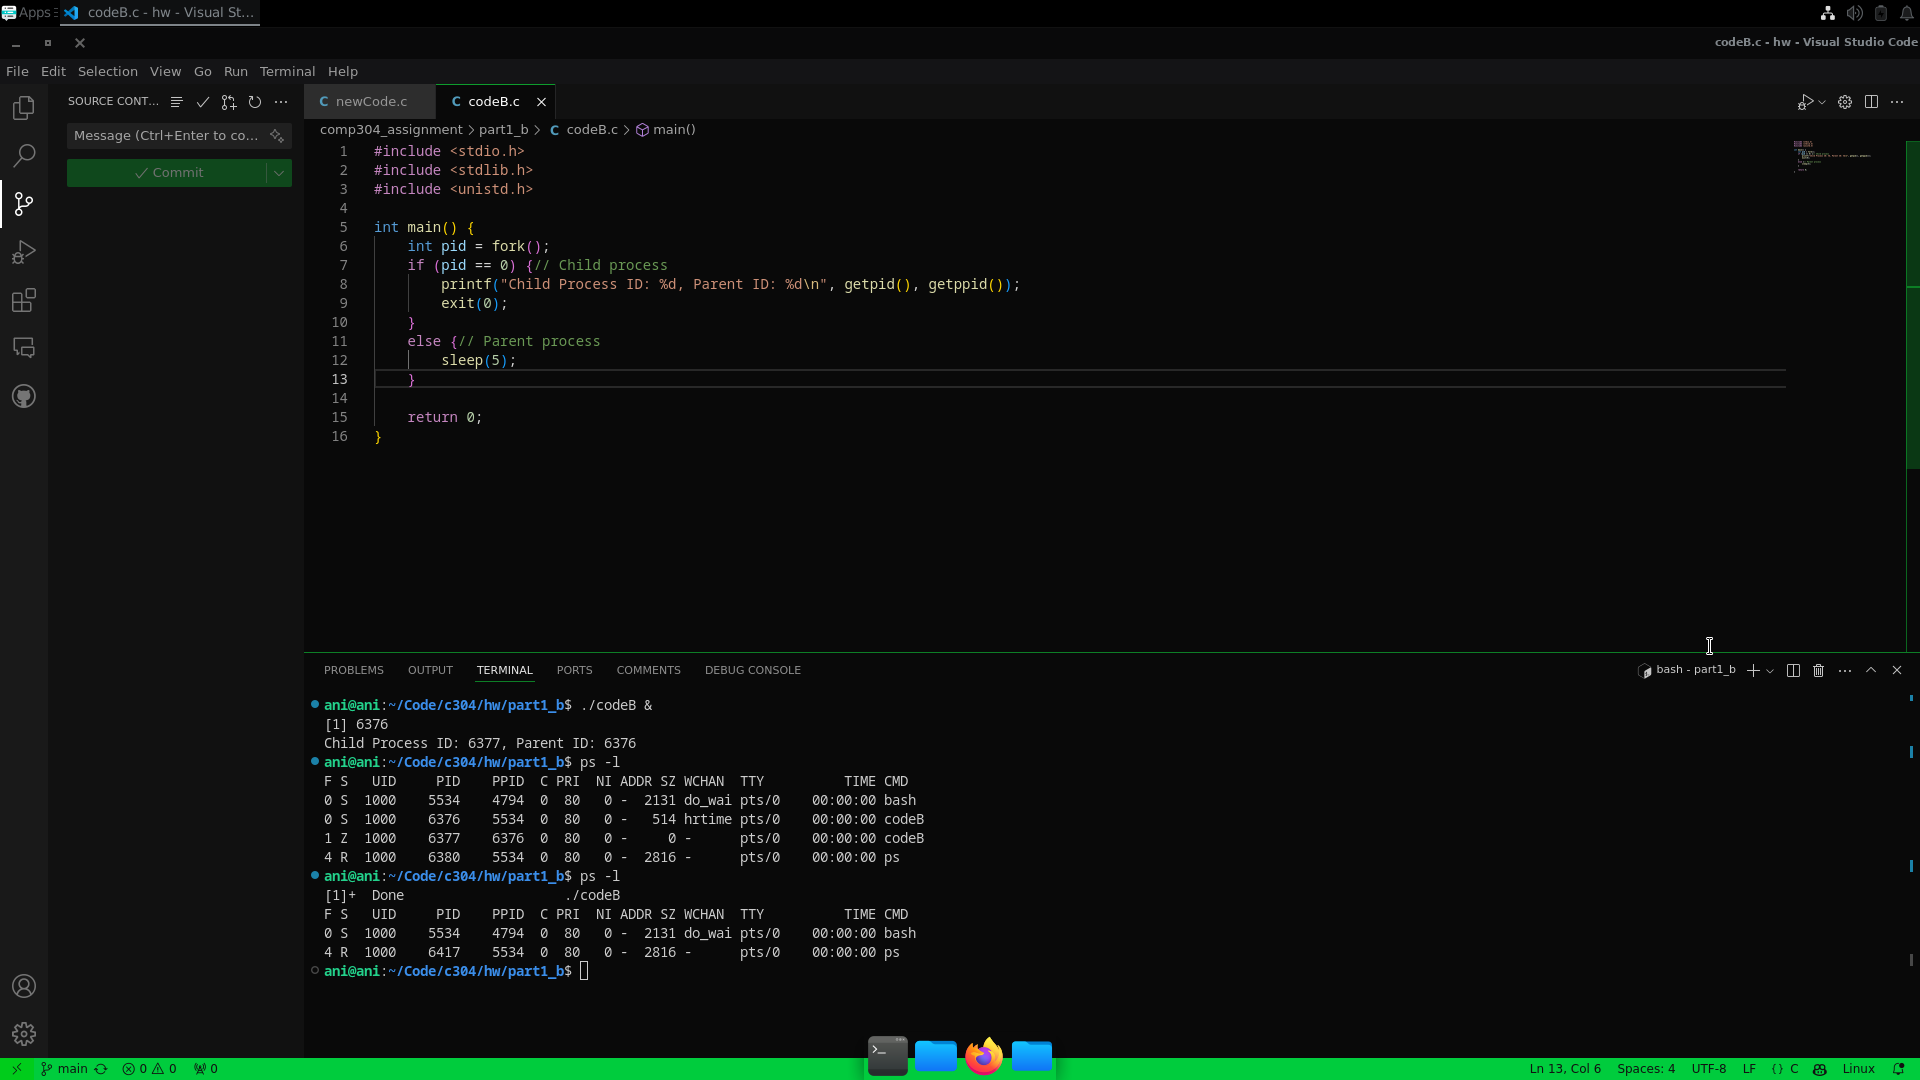 Apps codeB.c - hw - Visual St...
codeB.c - hw - Visual Studio Code
File Edit Selection View Go Run Terminal Help
SOURCE CONT...
newCode.c codeB.c
Message (Ctrl+Enter to co...
comp304_assignment > part1_b > C codeB.c > main()
Commit
1 #include <stdio.h>
2 #include <stdlib.h>
3 #include <unistd.h>
4
5 int main() {
6 int pid = fork();
7 if (pid == 0) {// Child process
8 printf("Child Process ID: %d, Parent ID: %d\n", getpid(), getppid());
9 exit(0);
10 }
11 else {// Parent process
12 sleep(5);
13 }
14
15 return 0;
16 }
PROBLEMS OUTPUT TERMINAL PORTS COMMENTS DEBUG CONSOLE
bash - part1_b
ani@ani:~/Code/c304/hw/part1_b$ ./codeB &
[1] 6376
Child Process ID: 6377, Parent ID: 6376
ani@ani:~/Code/c304/hw/part1_b$ ps -l
F S UID PID PPID C PRI NI ADDR SZ WCHAN TTY TIME CMD
0 S 1000 5534 4794 0 80 0 - 2131 do_wai pts/0 00:00:00 bash
0 S 1000 6376 5534 0 80 0 - 514 hrtime pts/0 00:00:00 codeB
1 Z 1000 6377 6376 0 80 0 - 0 - pts/0 00:00:00 codeB
4 R 1000 6380 5534 0 80 0 - 2816 - pts/0 00:00:00 ps
ani@ani:~/Code/c304/hw/part1_b$ ps -l
[1]+ Done ./codeB
F S UID PID PPID C PRI NI ADDR SZ WCHAN TTY TIME CMD
0 S 1000 5534 4794 0 80 0 - 2131 do_wai pts/0 00:00:00 bash
4 R 1000 6417 5534 0 80 0 - 2816 - pts/0 00:00:00 ps
ani@ani:~/Code/c304/hw/part1_b$
main 0 0 0
Ln 13, Col 6 Spaces: 4 UTF-8 LF {} C Linux